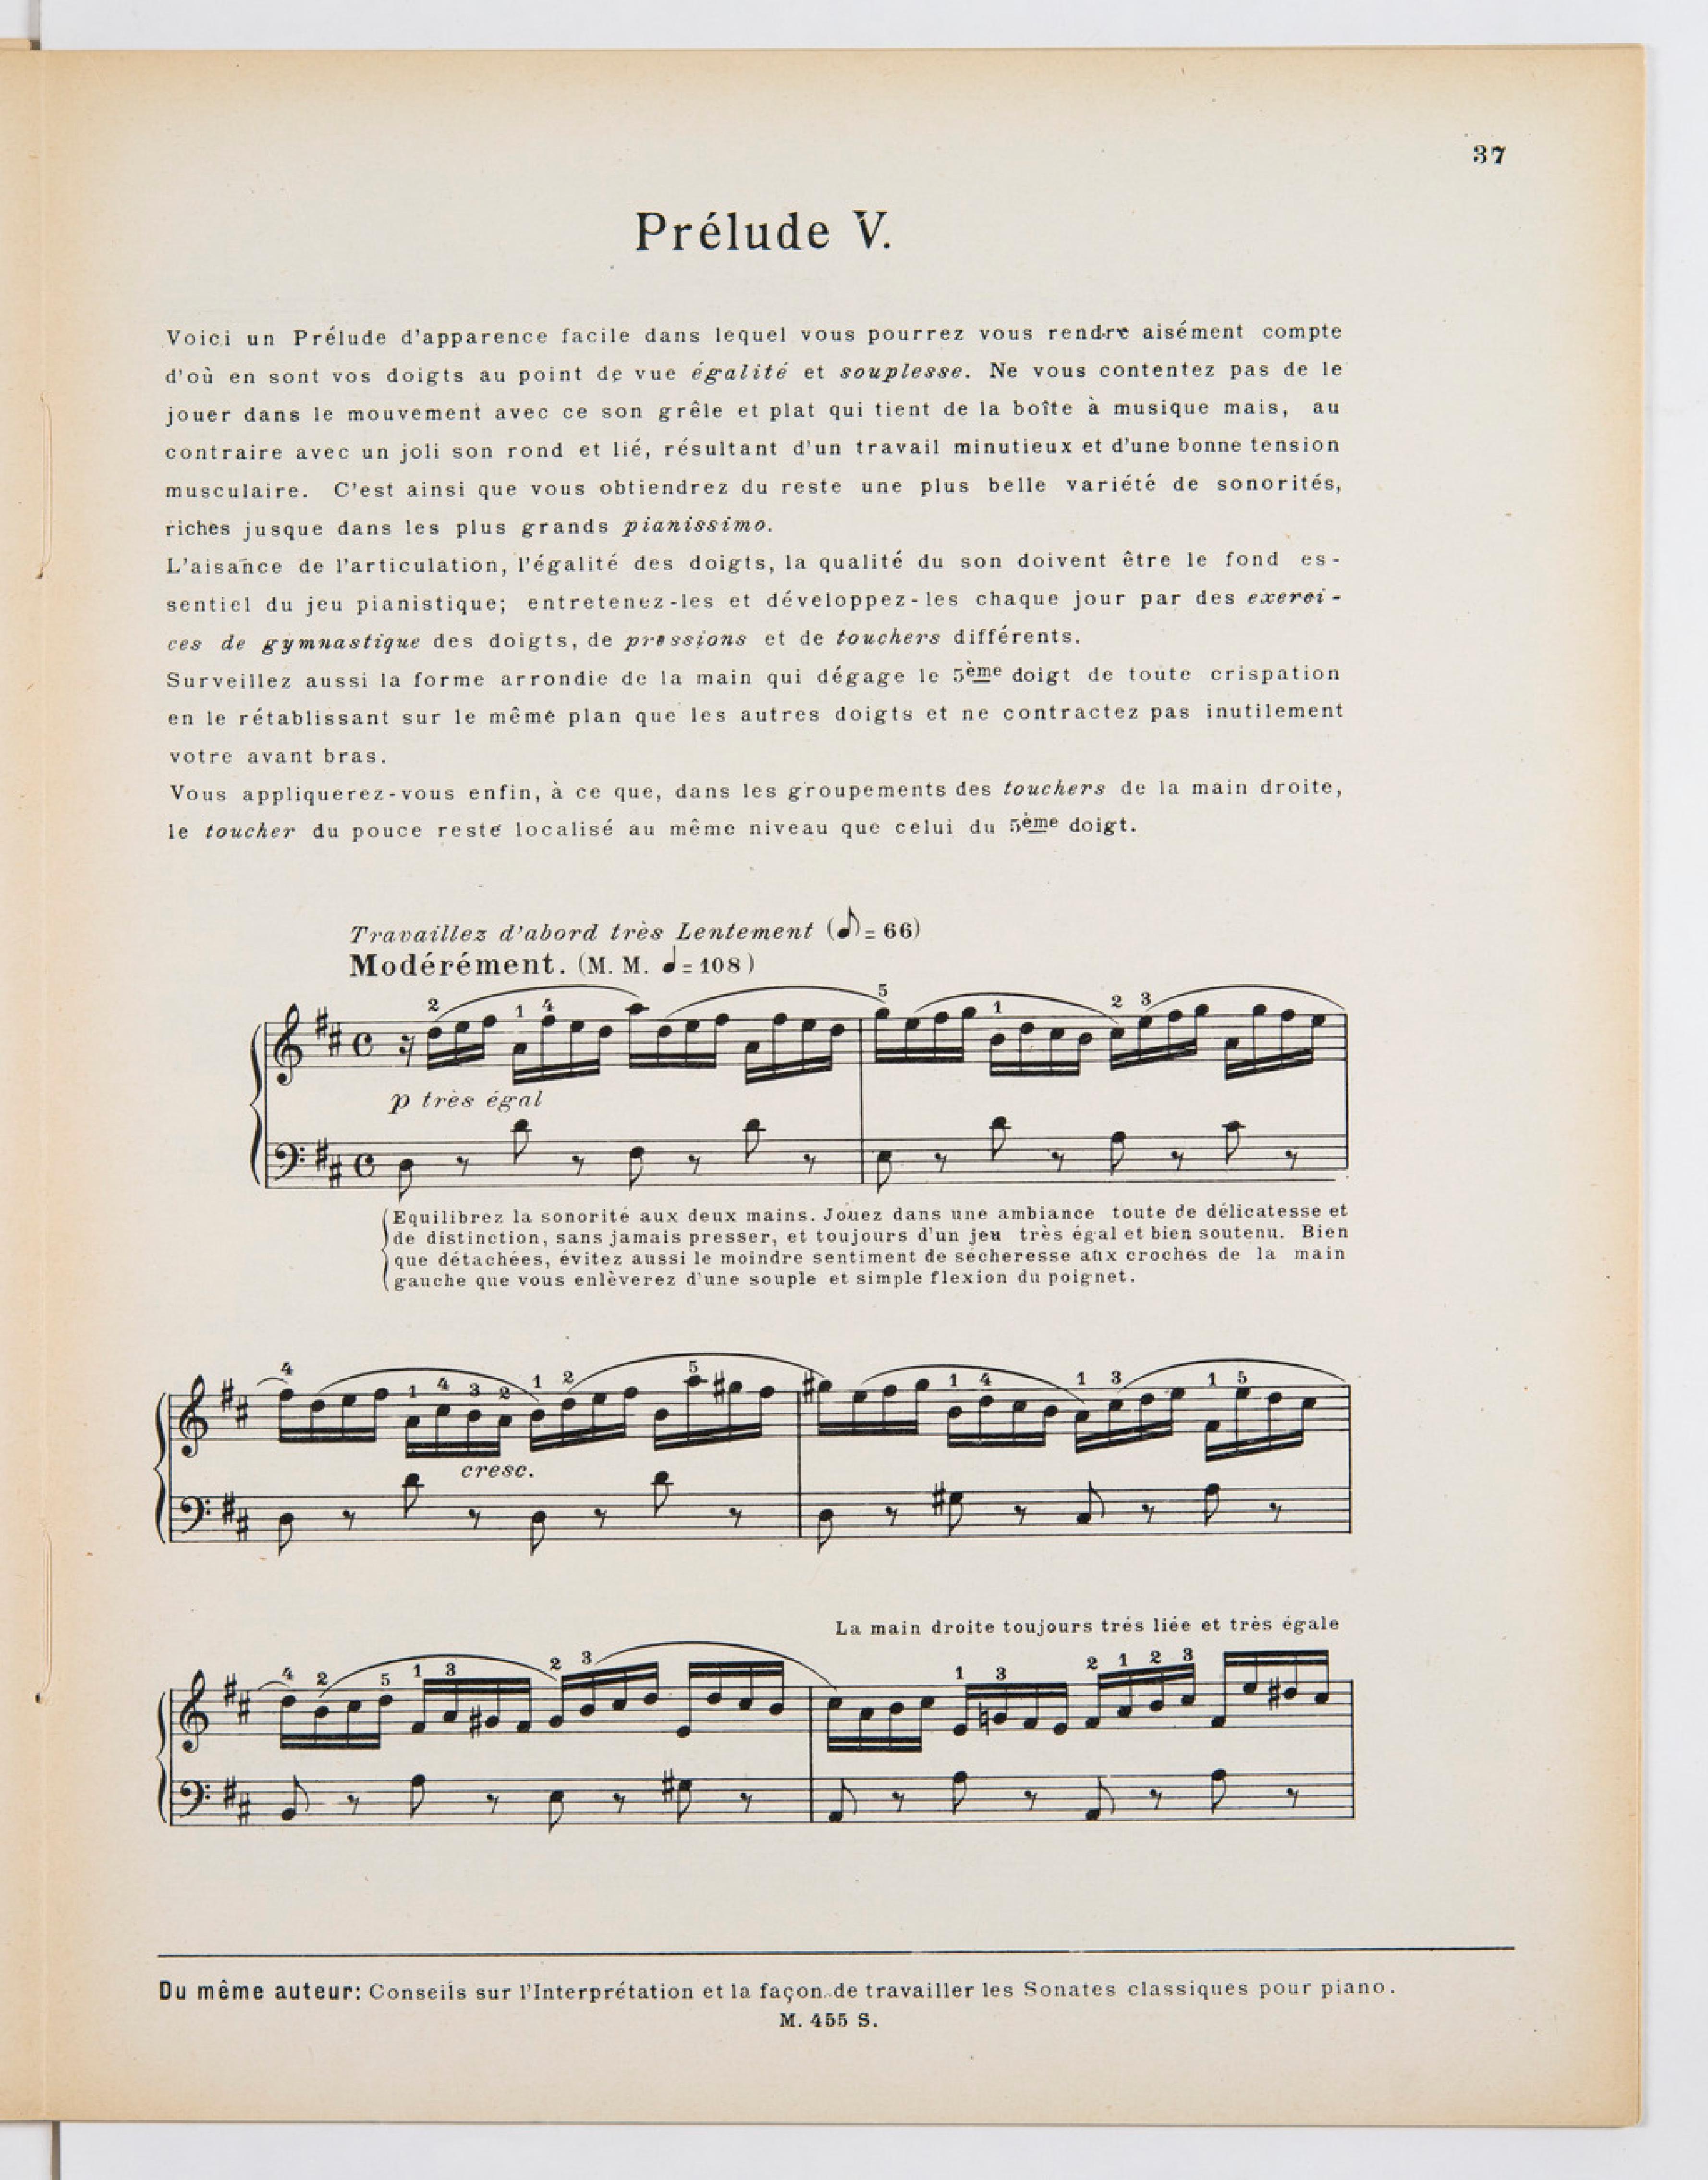 37
Prélude V.
Voici un Prélude d'apparence facile dans lequel vous pourrez vous rendre aisément compte
d'où en sont vos doigts au point de vue égalité et souplesse. Ne vous contentez pas de le
jouer dans le mouvement avec ce son grêle et plat qui tient de la boîte à musique mais, au
contraire avec un joli son rond et lié, résultant d'un travail minutieux et d'une bonne tension
musculaire. C'est ainsi que vous obtiendrez du reste une plus belle variété de sonorités,
riches jusque dans les plus grands pianissimo.
L'aisance de l'articulation, l'égalité des doigts, la qualité du son doivent être le fond es-
sentiel du jeu pianistique; entretenez-les et développez-les chaque jour par des exerci-
ces de gymnastique des doigts, de pressions et de touchers différents.
Surveillez aussi la forme arrondie de la main qui dégage le 5ème doigt de toute crispation
en le rétablissant sur le même plan que les autres doigts et ne contractez pas inutilement
votre avant bras.
Vous appliquerez-vous enfin, à ce que, dans les groupements des touchers de la main droite,
le toucher du pouce reste localisé au même niveau que celui du 5ème doigt.
Travaillez d'abord très Lentement (♪ = 66)
Modérément. (M. M. ♩ = 108)
2 1 4 5 1 2 3
p très égal
Equilibrez la sonorité aux deux mains. Jouez dans une ambiance toute de délicatesse et
de distinction, sans jamais presser, et toujours d'un jeu très égal et bien soutenu. Bien
que détachées, évitez aussi le moindre sentiment de sécheresse aux croches de la main
gauche que vous enlèverez d'une souple et simple flexion du poignet.
4 1 4 3 2 1 2 5 1 4 1 3 1 5
cresc.
La main droite toujours trés liée et très égale
4 2 5 1 3 2 3 1 3 2 1 2 3
Du même auteur: Conseils sur l'Interprétation et la façon de travailler les Sonates classiques pour piano.
M. 455 S.